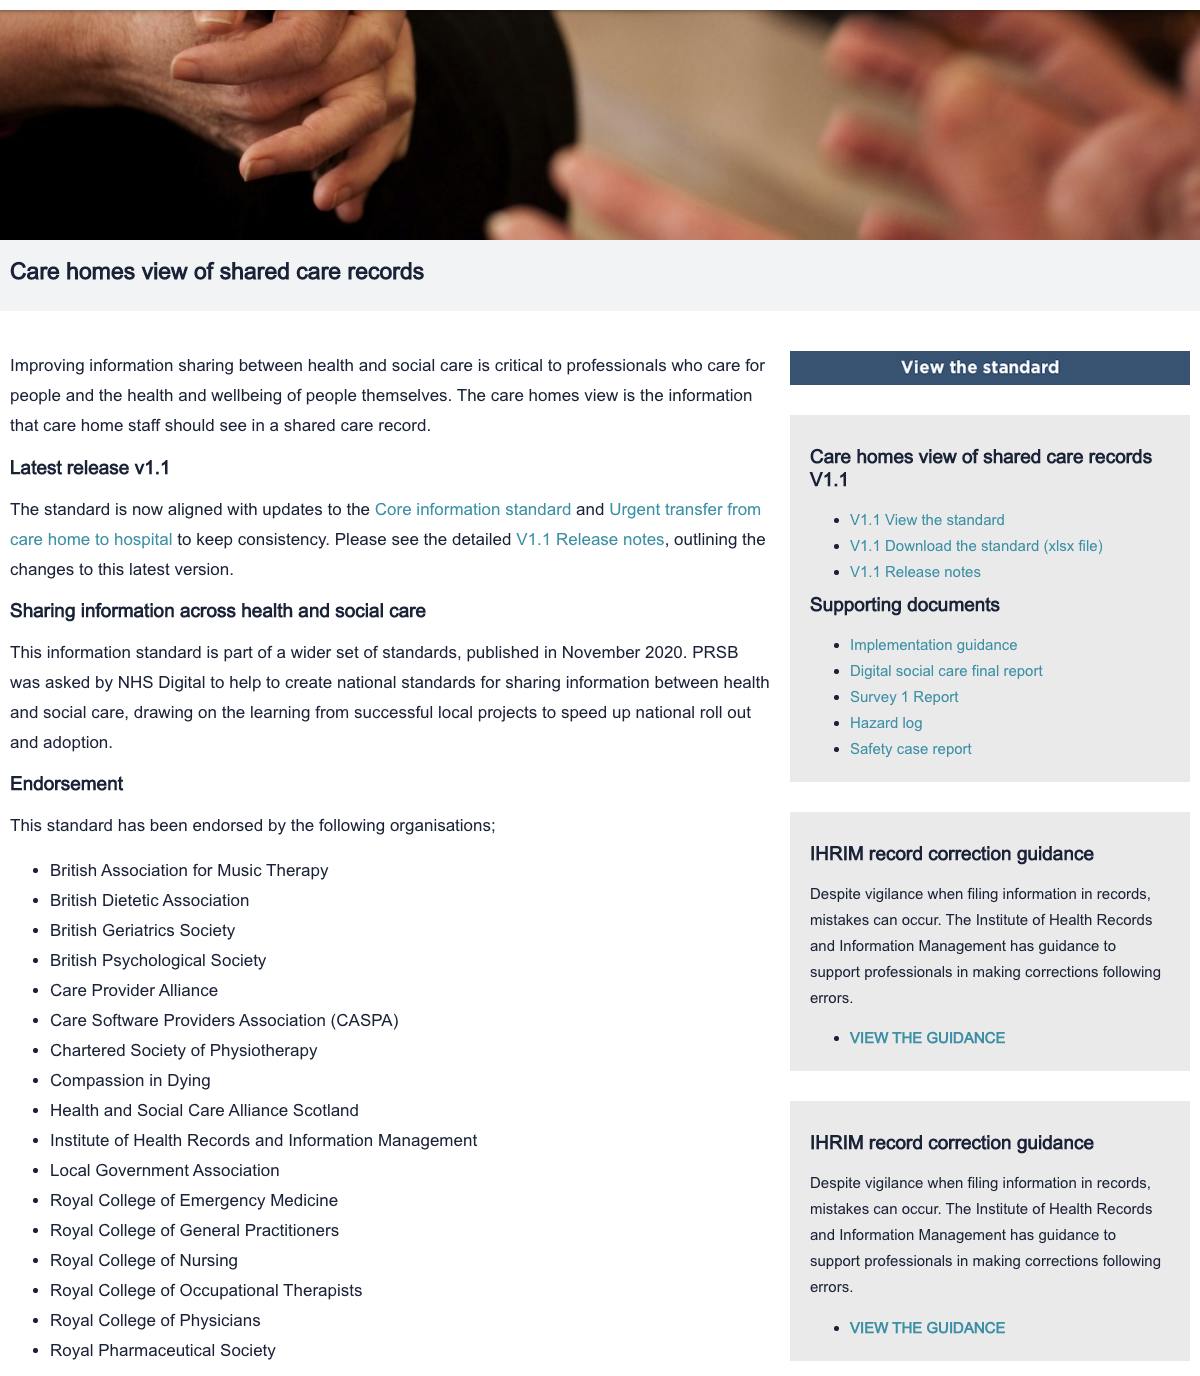 Care homes view of shared care records
Improving information sharing between health and social care is critical to professionals who care for
people and the health and wellbeing of people themselves. The care homes view is the information
that care home staff should see in a shared care record.
Latest release v1.1
The standard is now aligned with updates to the Core information standard and Urgent transfer from
care home to hospital to keep consistency. Please see the detailed V1.1 Release notes, outlining the
changes to this latest version.
Sharing information across health and social care
This information standard is part of a wider set of standards, published in November 2020. PRSB
was asked by NHS Digital to help to create national standards for sharing information between health
and social care, drawing on the learning from successful local projects to speed up national roll out
and adoption.
Endorsement
This standard has been endorsed by the following organisations;
• British Association for Music Therapy
• British Dietetic Association
• British Geriatrics Society
• British Psychological Society
• Care Provider Alliance
• Care Software Providers Association (CASPA)
• Chartered Society of Physiotherapy
• Compassion in Dying
• Health and Social Care Alliance Scotland
• Institute of Health Records and Information Management
• Local Government Association
• Royal College of Emergency Medicine
• Royal College of General Practitioners
• Royal College of Nursing
• Royal College of Occupational Therapists
• Royal College of Physicians
• Royal Pharmaceutical Society
View the standard
Care homes view of shared care records
V1.1
• V1.1 View the standard
• V1.1 Download the standard (xlsx file)
• V1.1 Release notes
Supporting documents
• Implementation guidance
• Digital social care final report
• Survey 1 Report
• Hazard log
• Safety case report
IHRIM record correction guidance
Despite vigilance when filing information in records,
mistakes can occur. The Institute of Health Records
and Information Management has guidance to
support professionals in making corrections following
errors.
• VIEW THE GUIDANCE
IHRIM record correction guidance
Despite vigilance when filing information in records,
mistakes can occur. The Institute of Health Records
and Information Management has guidance to
support professionals in making corrections following
errors.
• VIEW THE GUIDANCE